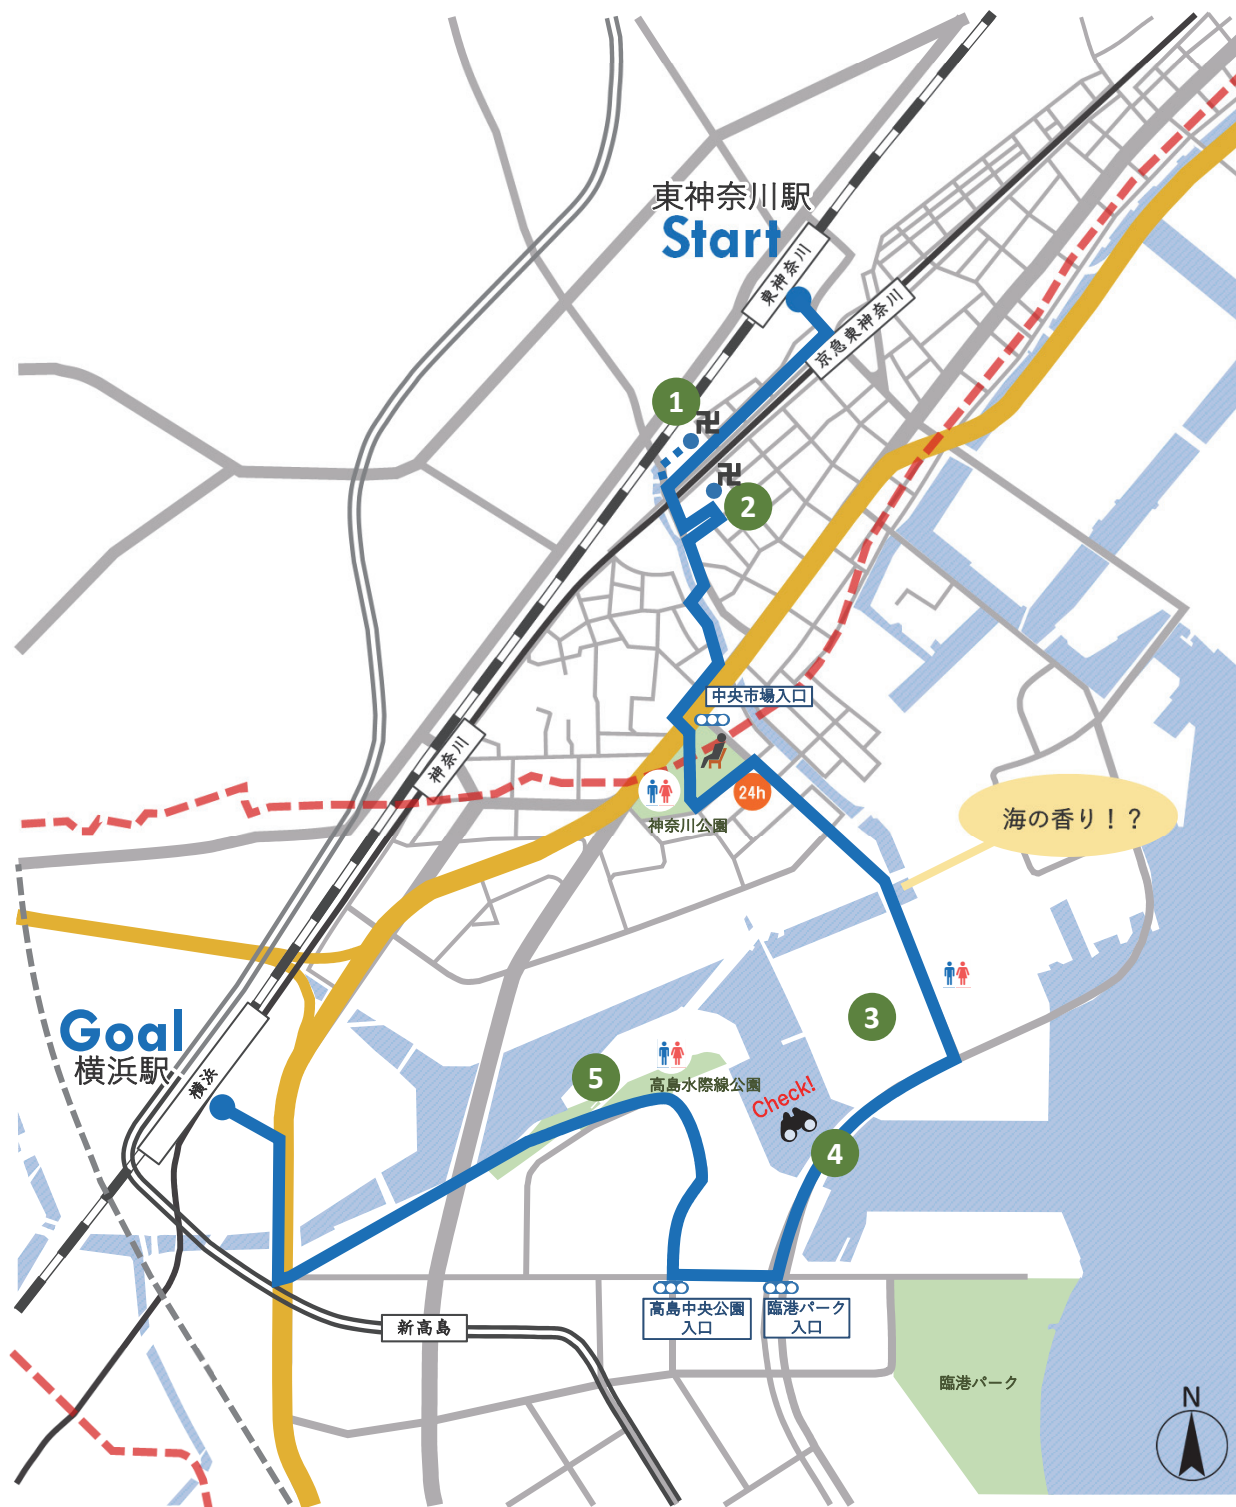 東神奈川駅
Start
東神奈川
京急東神奈川
1
卍
卍
2
中央市場入口
神奈川
24h
神奈川公園
海の香り！？
3
Goal
横浜駅
横浜
5
高島水際線公園
Check!
4
高島中央公園
入口
臨港パーク
入口
新高島
臨港パーク
N